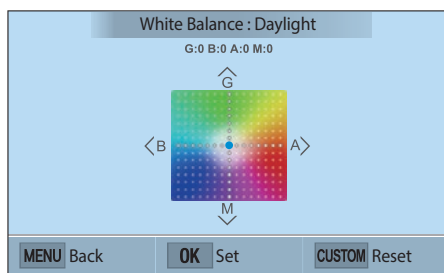 White Balance : Daylight
G:0 B:0 A:0 M:0
G
B A
M
MENU Back OK Set CUSTOM Reset